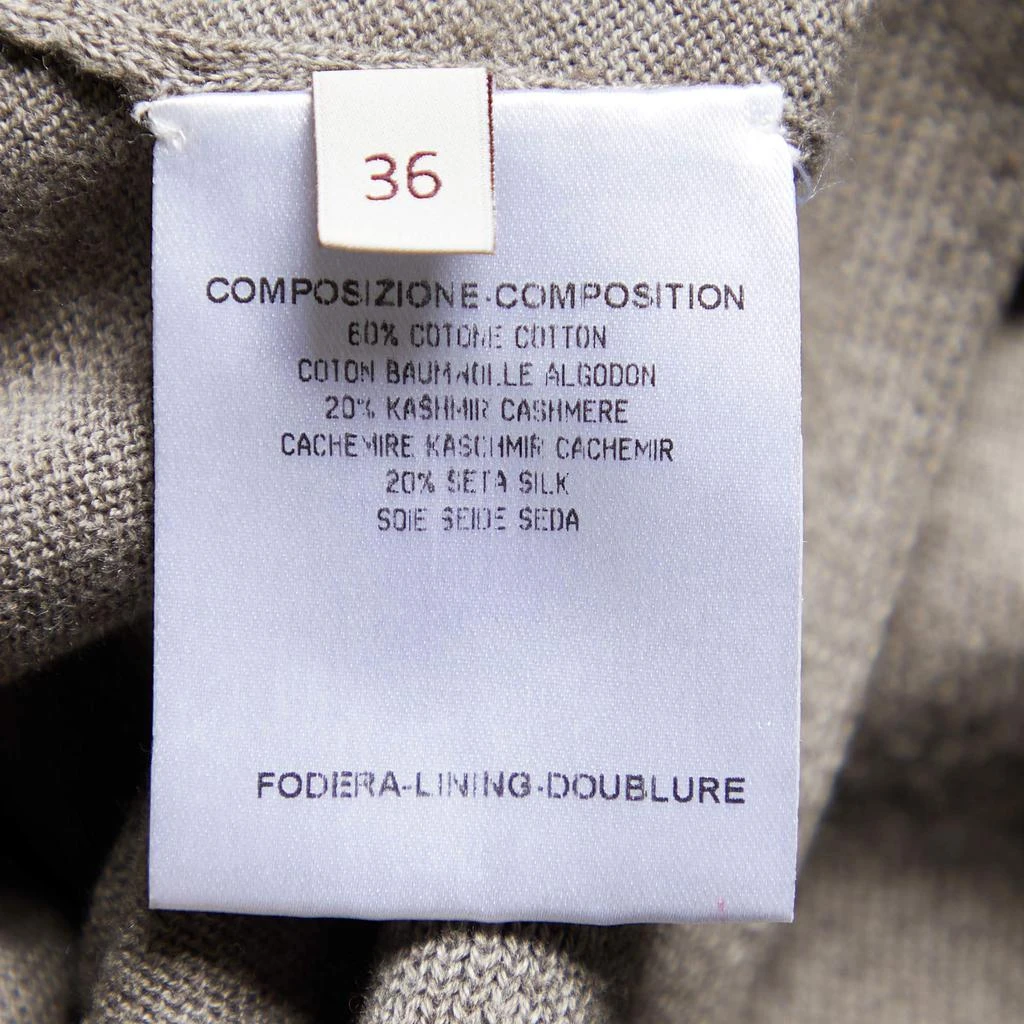 36
COMPOSIZIONE-COMPOSITION
60% COTONE COTTON
COTON BAUMWOLLE ALGODON
20% KASHMIR CASHMERE
CACHEMIRE KASCHMIR CACHEMIR
20% SETA SILK
SOIE SEIDE SEDA
FODERA-LINING-DOUBLURE